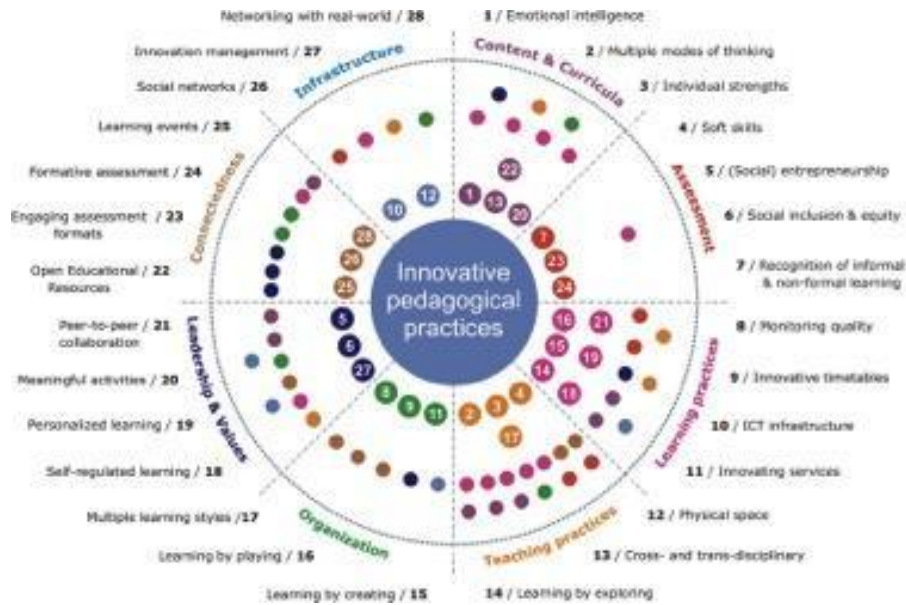 Networking with real-world / 28
Innovation management / 27
Social networks / 26
Learning events / 25
Formative assessment / 24
Engaging assessment / 23
formats
Open Educational / 22
Resources
Peer-to-peer / 21
collaboration
Meaningful activities / 20
Personalized learning / 19
Self-regulated learning / 18
Multiple learning styles /17
Learning by playing / 16
Learning by creating / 15
1 / Emotional intelligence
2 / Multiple modes of thinking
3 / Individual strengths
4 / Soft skills
5 / (Social) entrepreneurship
6 / Social inclusion & equity
7 / Recognition of informal
& non-formal learning
8 / Monitoring quality
9 / Innovative timetables
10 / ICT infrastructure
11 / Innovating services
12 / Physical space
13 / Cross- and trans-disciplinary
14 / Learning by exploring
Infrastructure
Content & Curricula
Assessment
Learning practices
Teaching practices
Organization
Leadership & Values
Connectedness
Innovative
pedagogical
practices
10
12
1
22
13
20
7
23
24
16
21
15
19
14
18
4
3
2
17
11
9
8
27
6
5
25
26
28